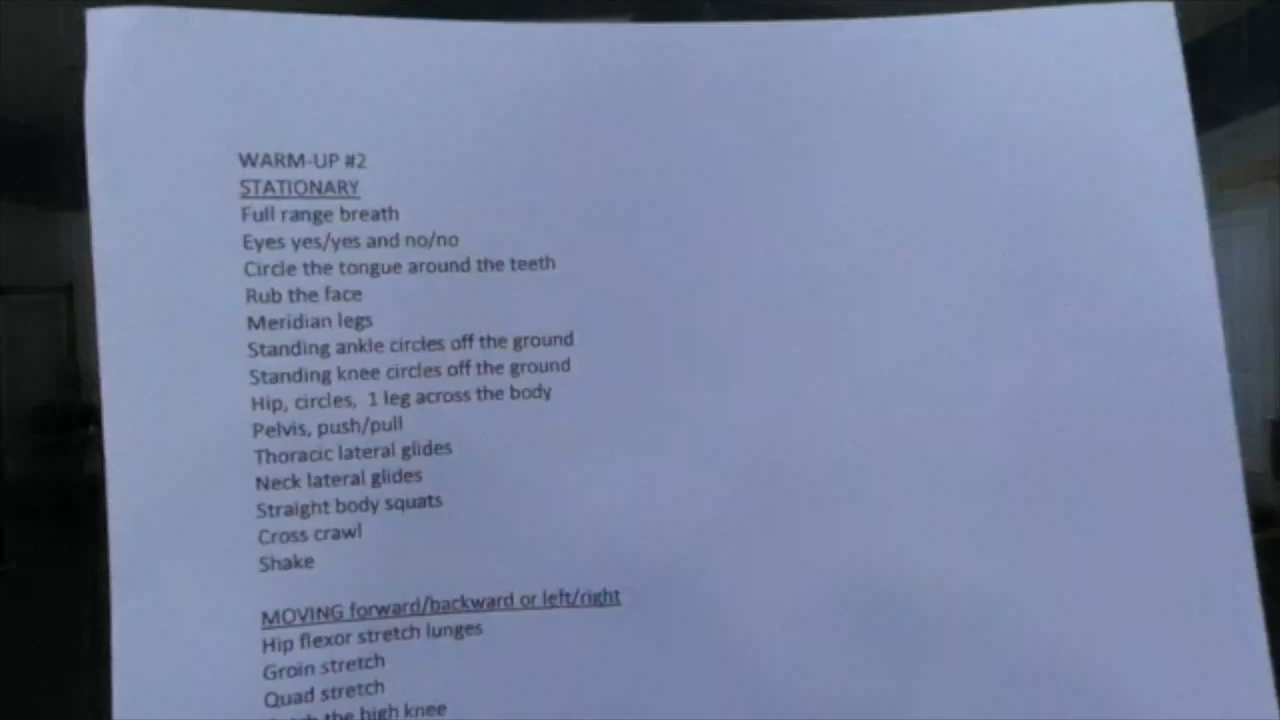 WARM-UP #2
STATIONARY
Full range breath
Eyes yes/yes and no/no
Circle the tongue around the teeth
Rub the face
Meridian legs
Standing ankle circles off the ground
Standing knee circles off the ground
Hip, circles, 1 leg across the body
Pelvis, push/pull
Thoracic lateral glides
Neck lateral glides
Straight body squats
Cross crawl
Shake
MOVING forward/backward or left/right
Hip flexor stretch lunges
Groin stretch
Quad stretch
the high knee